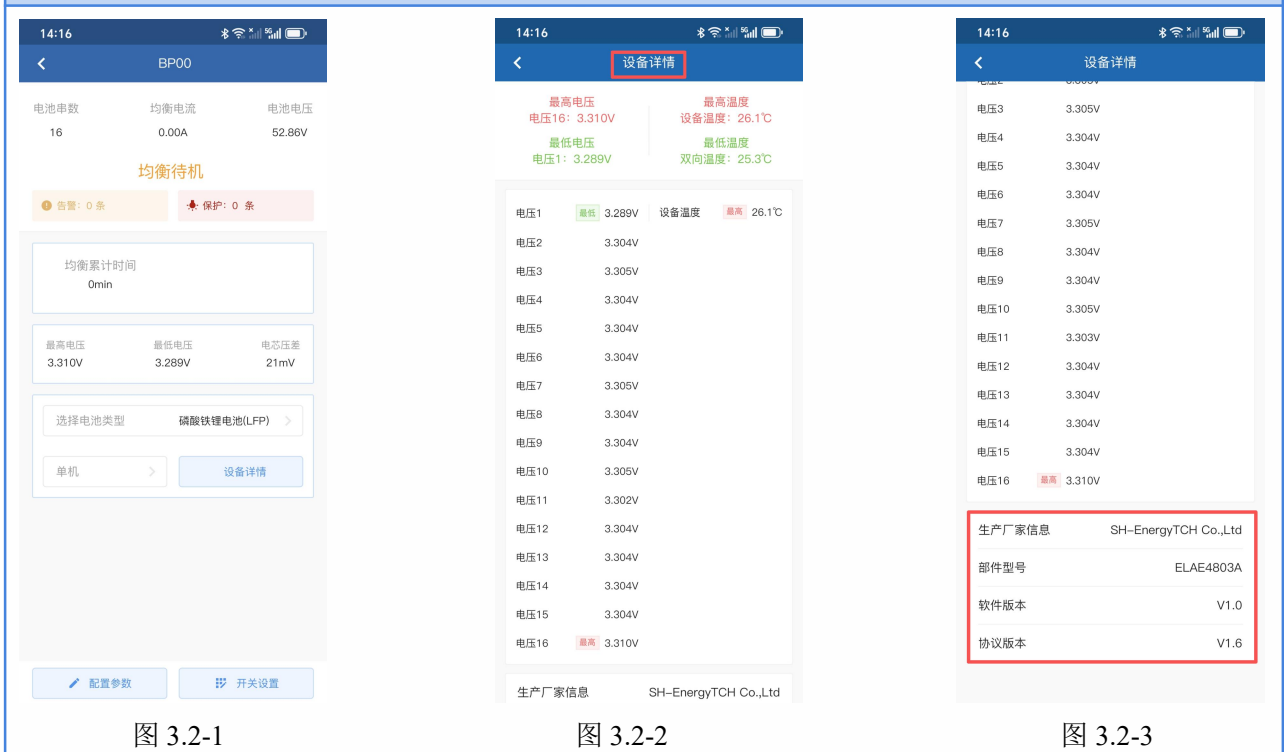 14:16
BP00
电池串数 均衡电流 电池电压
16 0.00A 52.86V
均衡待机
告警: 0 条 保护: 0 条
均衡累计时间
0min
最高电压 最低电压 电芯压差
3.310V 3.289V 21mV
选择电池类型 磷酸铁锂电池(LFP)
单机 设备详情
配置参数 开关设置
图 3.2-1
14:16
设备详情
最高电压 最高温度
电压16: 3.310V 设备温度: 26.1℃
最低电压 最低温度
电压1: 3.289V 双向温度: 25.3℃
电压1 最低 3.289V 设备温度 最高 26.1℃
电压2 3.304V
电压3 3.305V
电压4 3.304V
电压5 3.304V
电压6 3.304V
电压7 3.305V
电压8 3.304V
电压9 3.304V
电压10 3.305V
电压11 3.302V
电压12 3.304V
电压13 3.304V
电压14 3.304V
电压15 3.304V
电压16 最高 3.310V
生产厂家信息 SH-EnergyTCH Co.,Ltd
图 3.2-2
14:16
设备详情
电压3 3.305V
电压4 3.304V
电压5 3.304V
电压6 3.304V
电压7 3.305V
电压8 3.304V
电压9 3.304V
电压10 3.305V
电压11 3.303V
电压12 3.304V
电压13 3.304V
电压14 3.304V
电压15 3.304V
电压16 最高 3.310V
生产厂家信息 SH-EnergyTCH Co.,Ltd
部件型号 ELAE4803A
软件版本 V1.0
协议版本 V1.6
图 3.2-3